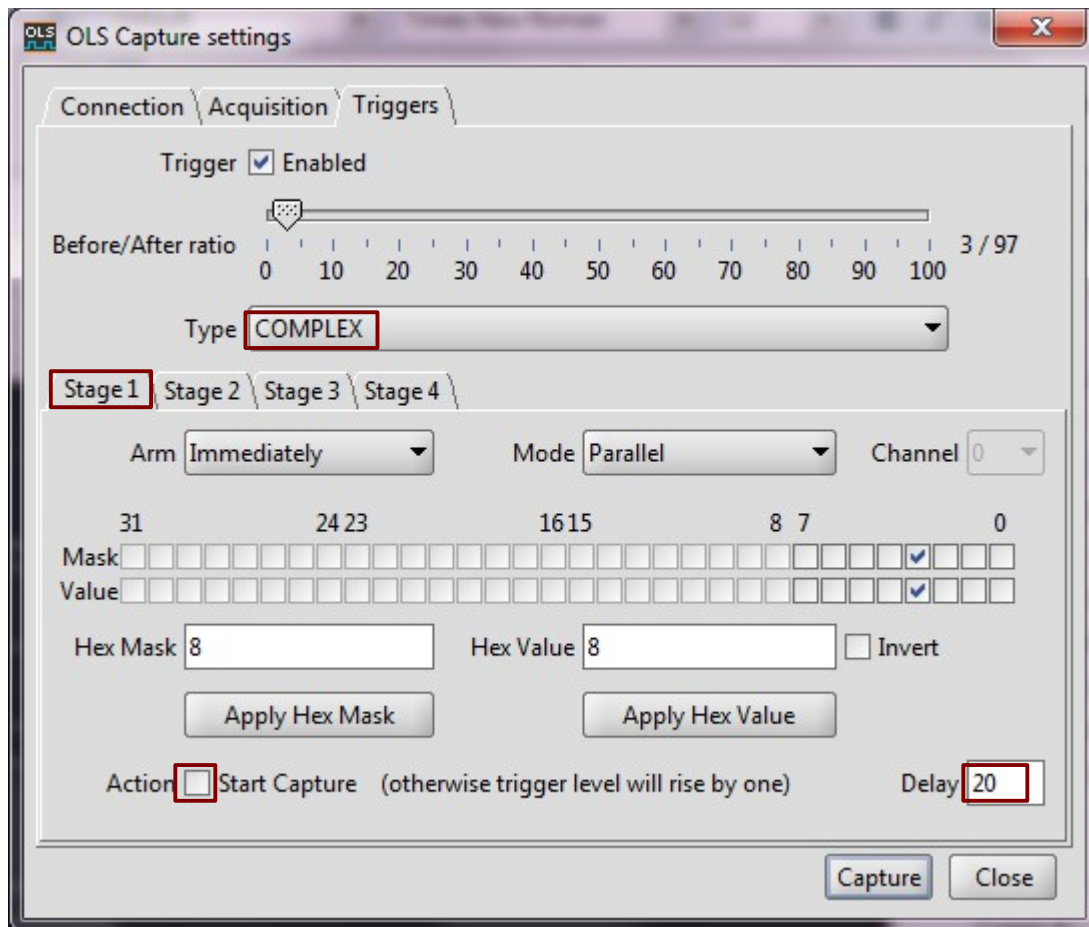 OLS OLS Capture settings
Connection Acquisition Triggers
Trigger Enabled
Before/After ratio 3 / 97
0 10 20 30 40 50 60 70 80 90 100
Type COMPLEX
Stage 1 Stage 2 Stage 3 Stage 4
Arm Immediately Mode Parallel Channel 0
31 24 23 16 15 8 7 0
Mask
Value
Hex Mask 8 Hex Value 8 Invert
Apply Hex Mask Apply Hex Value
Action Start Capture (otherwise trigger level will rise by one) Delay 20
Capture Close